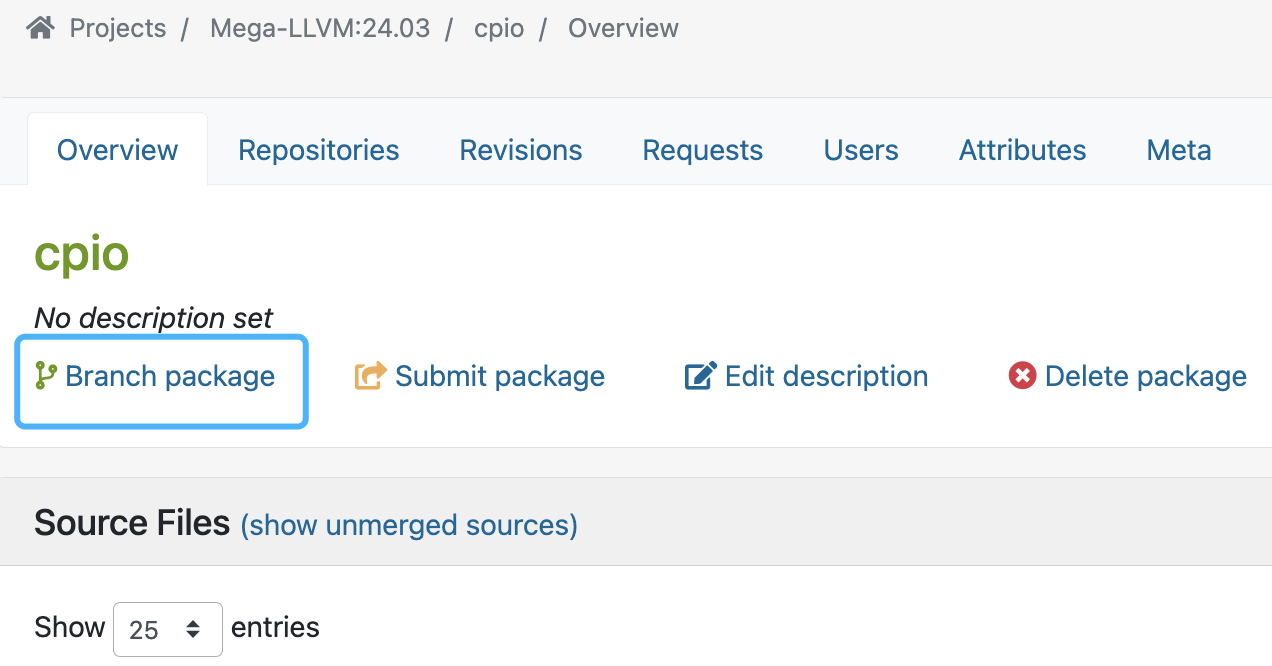 Projects / Mega-LLVM:24.03 / cpio / Overview
Overview Repositories Revisions Requests Users Attributes Meta
cpio
No description set
Branch package Submit package Edit description Delete package
Source Files (show unmerged sources)
Show 25 entries